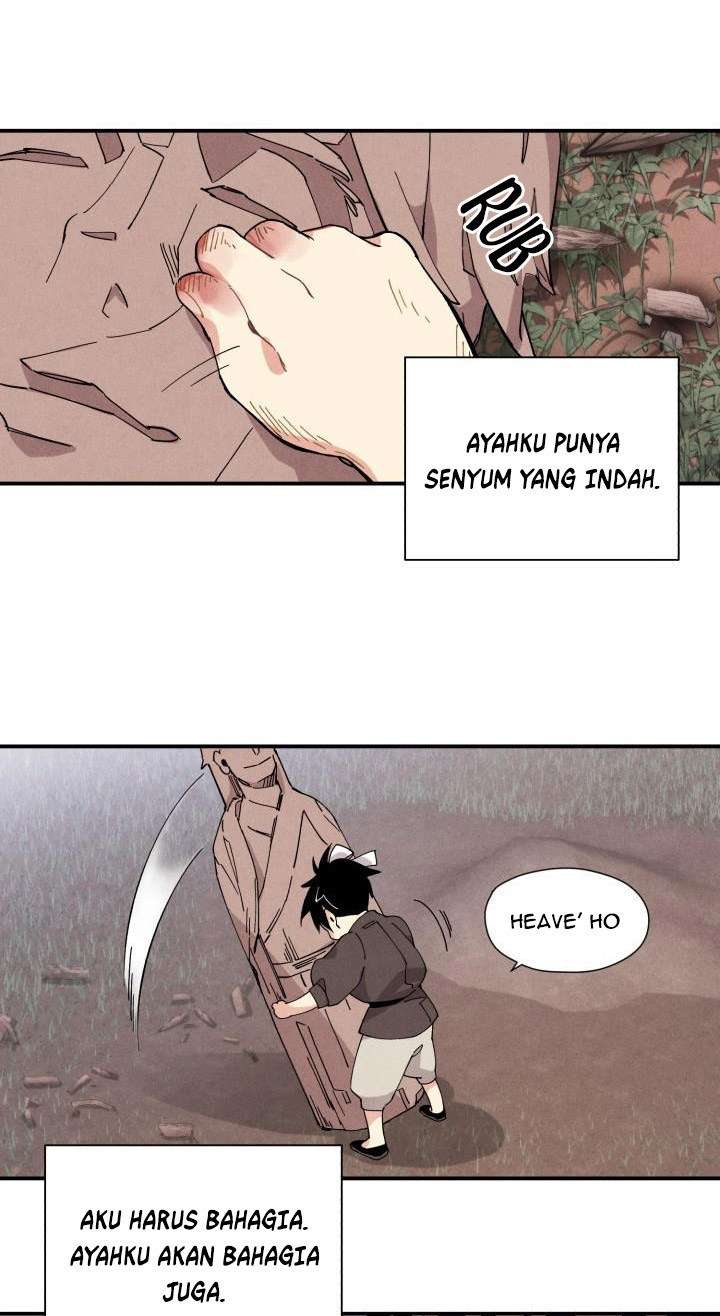 RUB
AYAHKU PUNYA
SENYUM YANG INDAH.
HEAVE' HO
AKU HARUS BAHAGIA.
AYAHKU AKAN BAHAGIA
JUGA.